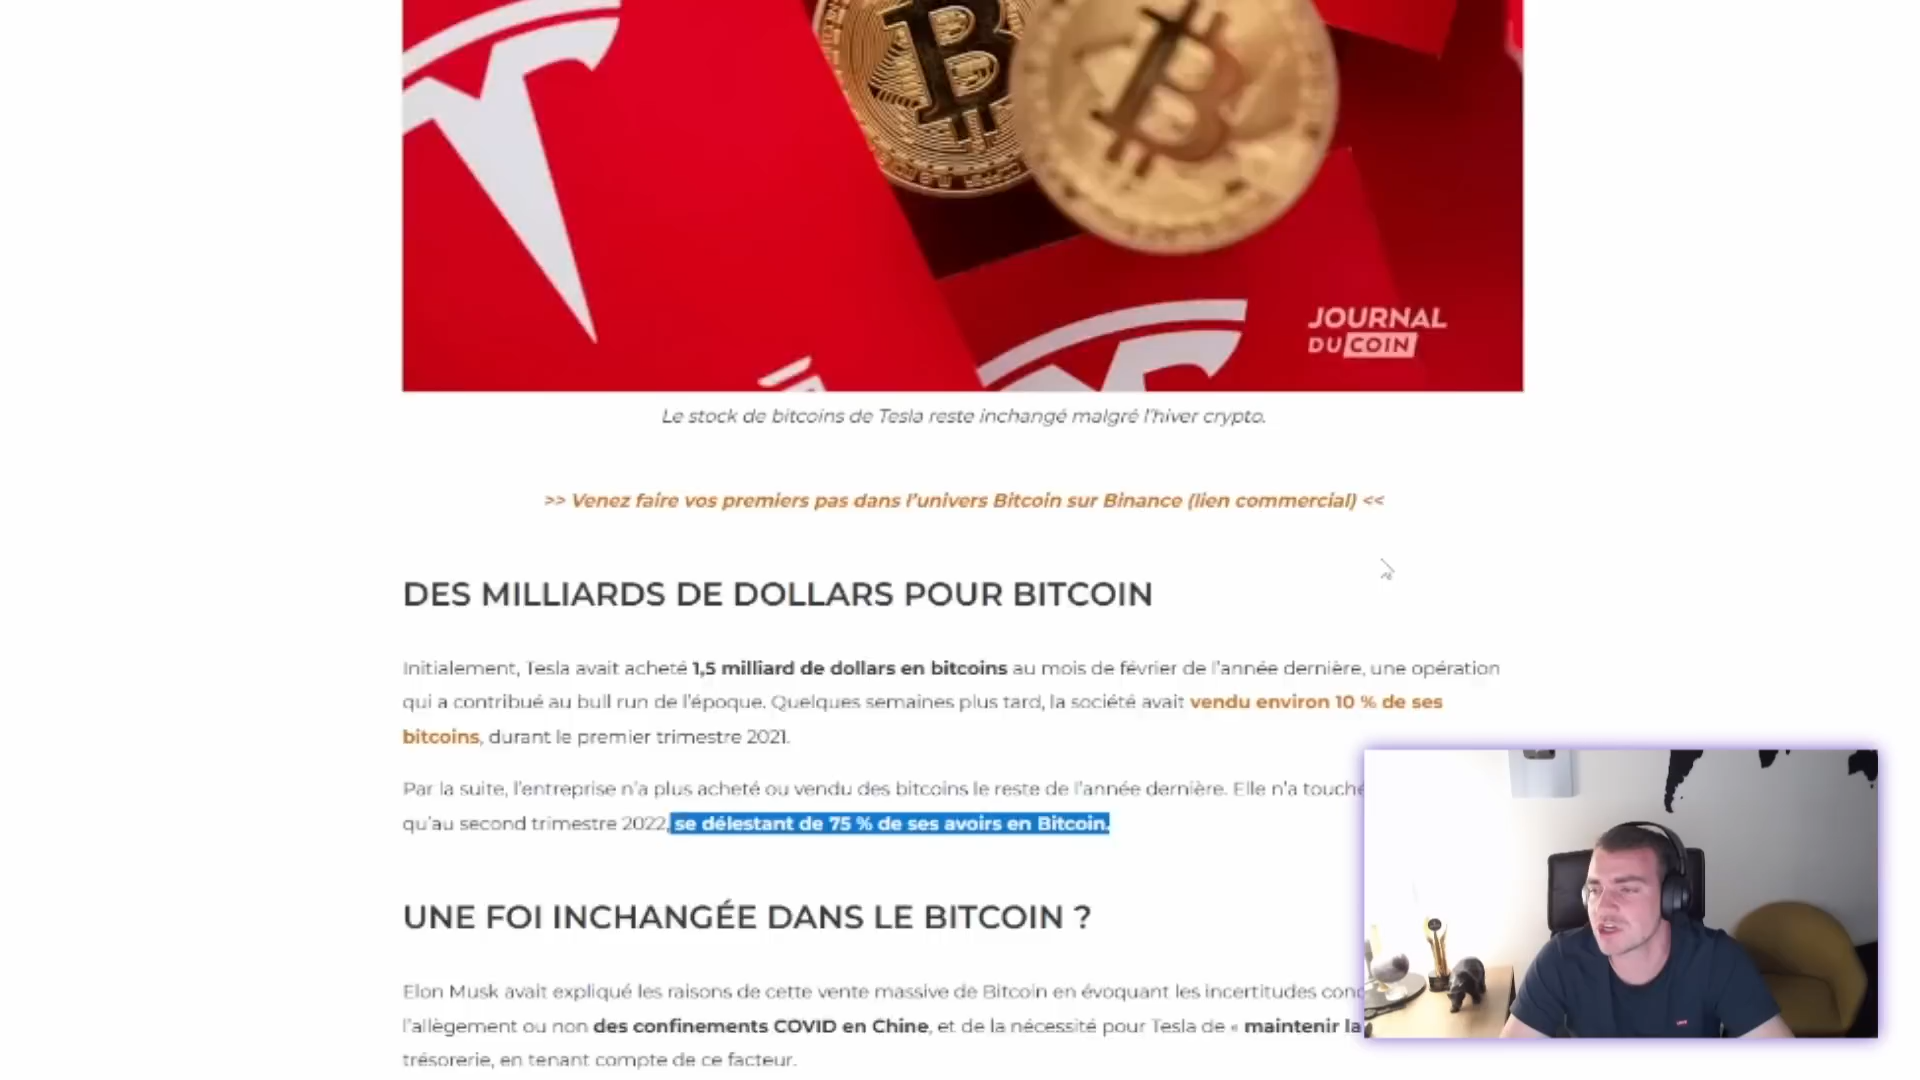 JOURNAL
DU COIN
Le stock de bitcoins de Tesla reste inchangé malgré l'hiver crypto.
>> Venez faire vos premiers pas dans l'univers Bitcoin sur Binance (lien commercial) <<
DES MILLIARDS DE DOLLARS POUR BITCOIN
Initialement, Tesla avait acheté 1,5 milliard de dollars en bitcoins au mois de février de l'année dernière, une opération
qui a contribué au bull run de l'époque. Quelques semaines plus tard, la société avait vendu environ 10 % de ses
bitcoins, durant le premier trimestre 2021.
Par la suite, l'entreprise n'a plus acheté ou vendu des bitcoins le reste de l'année dernière. Elle n'a touché
qu'au second trimestre 2022, se délestant de 75 % de ses avoirs en Bitcoin.
UNE FOI INCHANGÉE DANS LE BITCOIN ?
Elon Musk avait expliqué les raisons de cette vente massive de Bitcoin en évoquant les incertitudes
l'allègement ou non des confinements COVID en Chine, et de la nécessité pour Tesla de « maintenir la
trésorerie, en tenant compte de ce facteur.